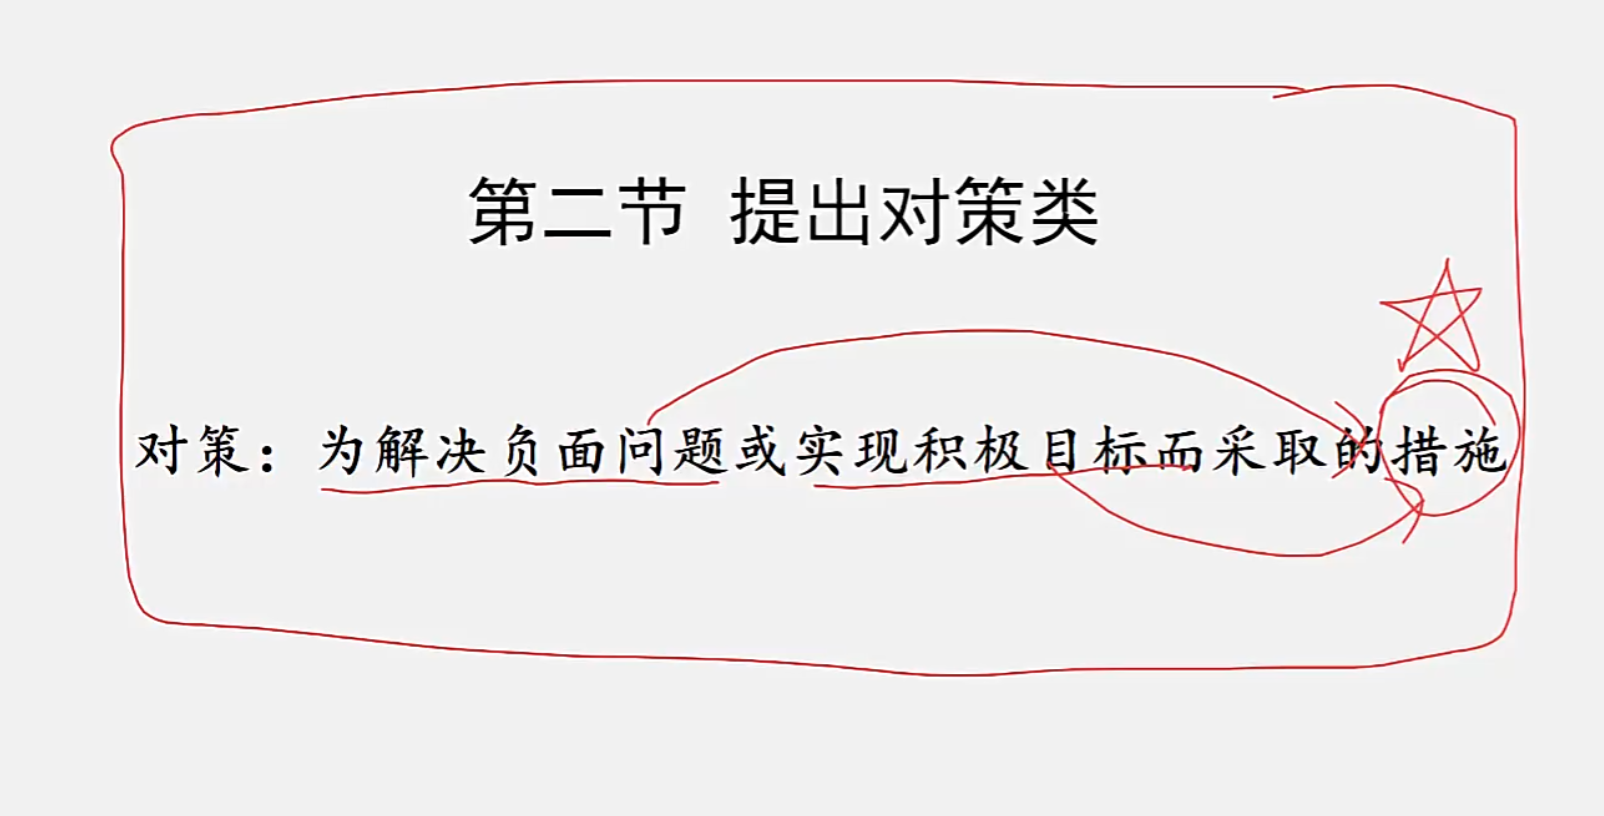 第二节 提出对策类
对策：为解决负面问题或实现积极目标而采取的措施